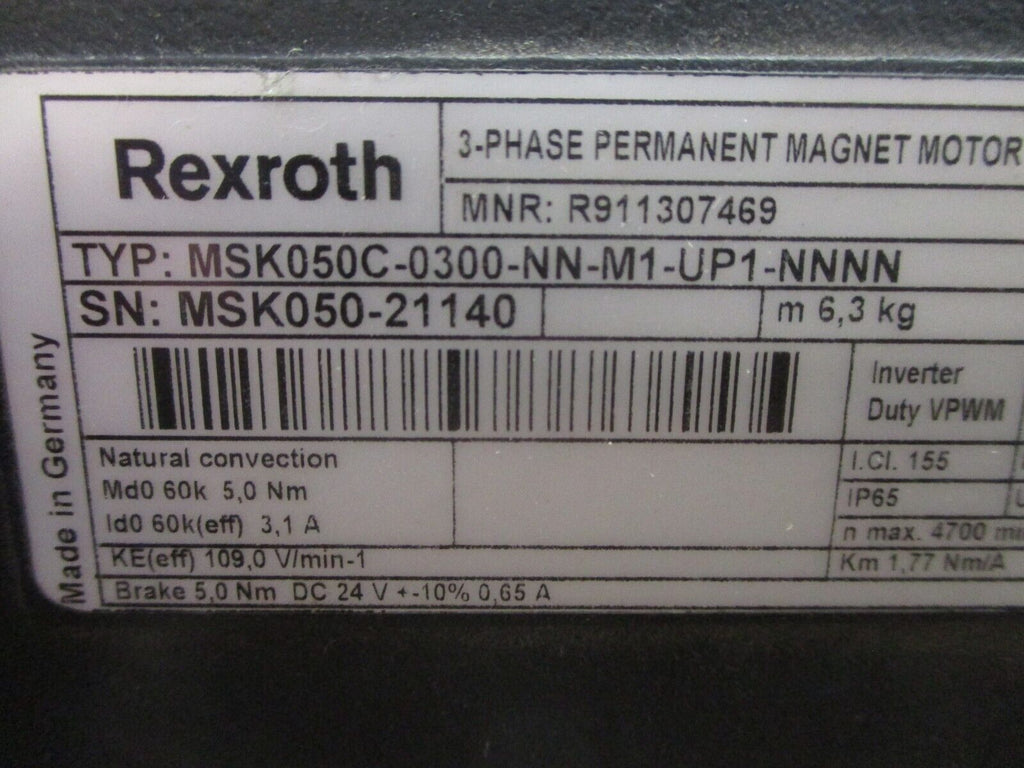 Rexroth
3-PHASE PERMANENT MAGNET MOTOR
MNR: R911307469
TYP: MSK050C-0300-NN-M1-UP1-NNNN
SN: MSK050-21140
m 6,3 kg
Made in Germany
Inverter
Duty VPWM
Natural convection
Md0 60k 5,0 Nm
Id0 60k(eff) 3,1 A
I.Cl. 155
IP65
n max. 4700
KE(eff) 109,0 V/min-1
Km 1,77 Nm/A
Brake 5,0 Nm DC 24 V +-10% 0,65 A